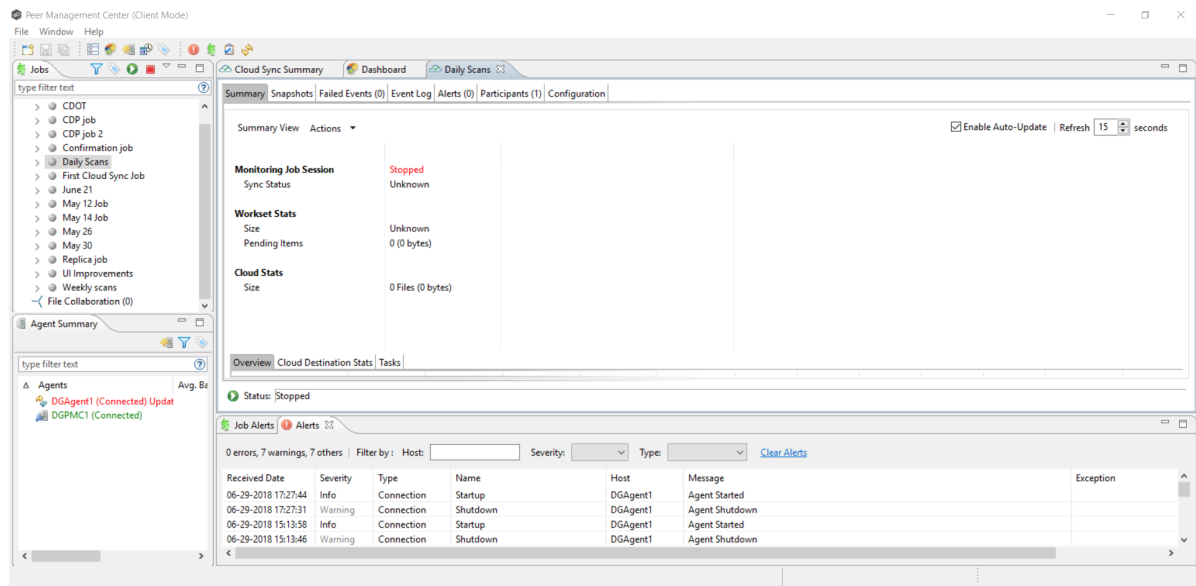 Peer Management Center (Client Mode)
File Window Help
Jobs
type filter text
CDOT
CDP job
CDP job 2
Confirmation job
Daily Scans
First Cloud Sync Job
June 21
May 12 Job
May 14 Job
May 26
May 30
Replica job
UI Improvements
Weekly scans
File Collaboration (0)
Agent Summary
type filter text
Agents Avg. Ba
DGAgent1 (Connected) Updat
DGPMC1 (Connected)
Cloud Sync Summary Dashboard Daily Scans
Summary Snapshots Failed Events (0) Event Log Alerts (0) Participants (1) Configuration
Summary View Actions Enable Auto-Update Refresh 15 seconds
Monitoring Job Session Stopped
Sync Status Unknown
Workset Stats
Size Unknown
Pending Items 0 (0 bytes)
Cloud Stats
Size 0 Files (0 bytes)
Overview Cloud Destination Stats Tasks
Status: Stopped
Job Alerts Alerts
0 errors, 7 warnings, 7 others Filter by : Host: Severity: Type: Clear Alerts
Received Date Severity Type Name Host Message Exception
06-29-2018 17:27:44 Info Connection Startup DGAgent1 Agent Started
06-29-2018 17:27:31 Warning Connection Shutdown DGAgent1 Agent Shutdown
06-29-2018 15:13:58 Info Connection Startup DGAgent1 Agent Started
06-29-2018 15:13:46 Warning Connection Shutdown DGAgent1 Agent Shutdown